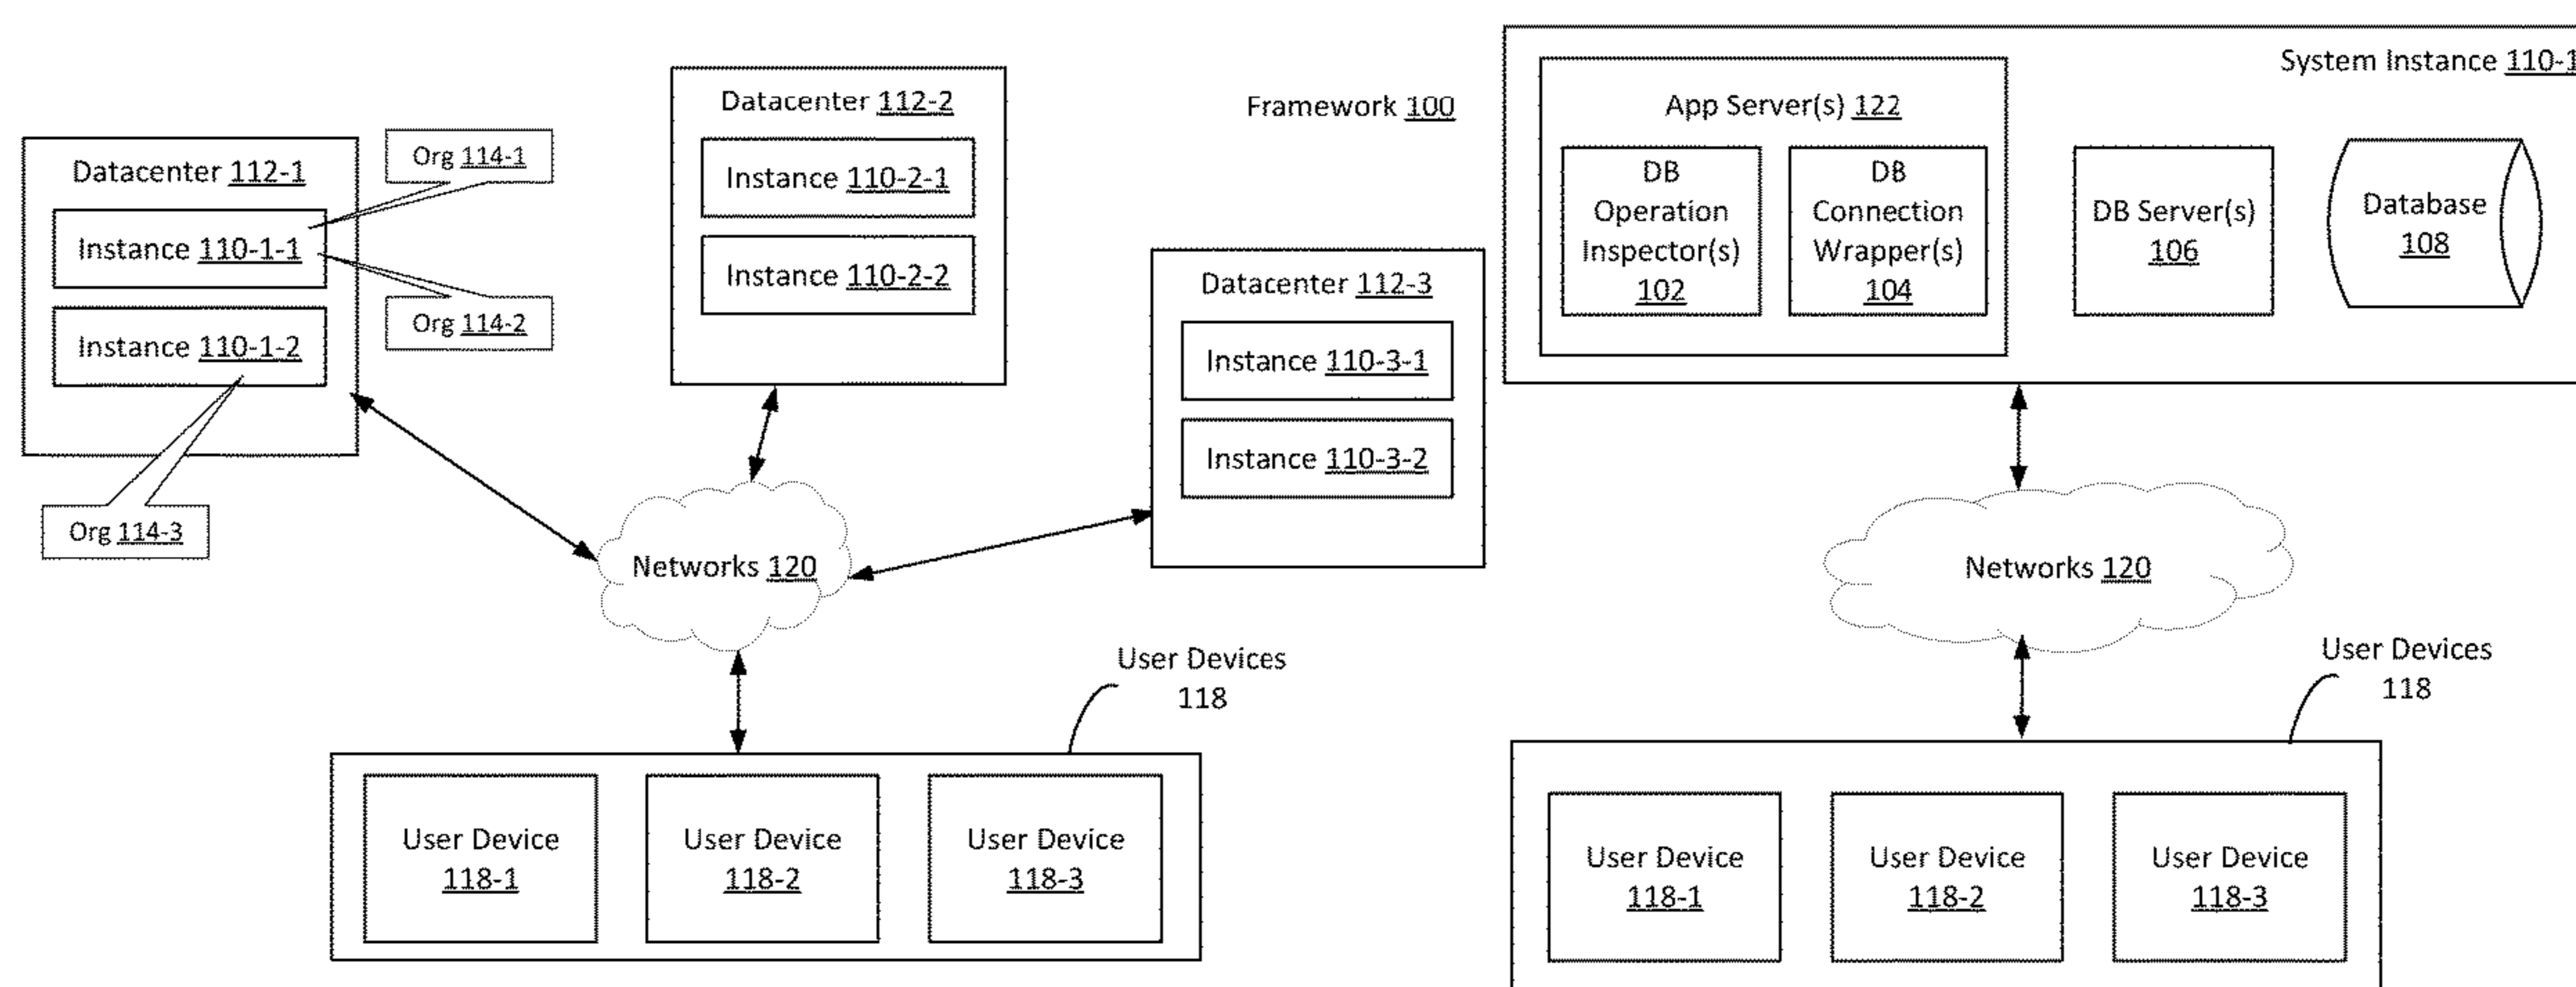 Datacenter 112-1
Instance 110-1-1
Instance 110-1-2
Org 114-1
Org 114-2
Org 114-3
Datacenter 112-2
Instance 110-2-1
Instance 110-2-2
Framework 100
Datacenter 112-3
Instance 110-3-1
Instance 110-3-2
Networks 120
User Devices
118
User Device
118-1
User Device
118-2
User Device
118-3
System Instance 110-1
App Server(s) 122
DB
Operation
Inspector(s)
102
DB
Connection
Wrapper(s)
104
DB Server(s)
106
Database
108
Networks 120
User Devices
118
User Device
118-1
User Device
118-2
User Device
118-3